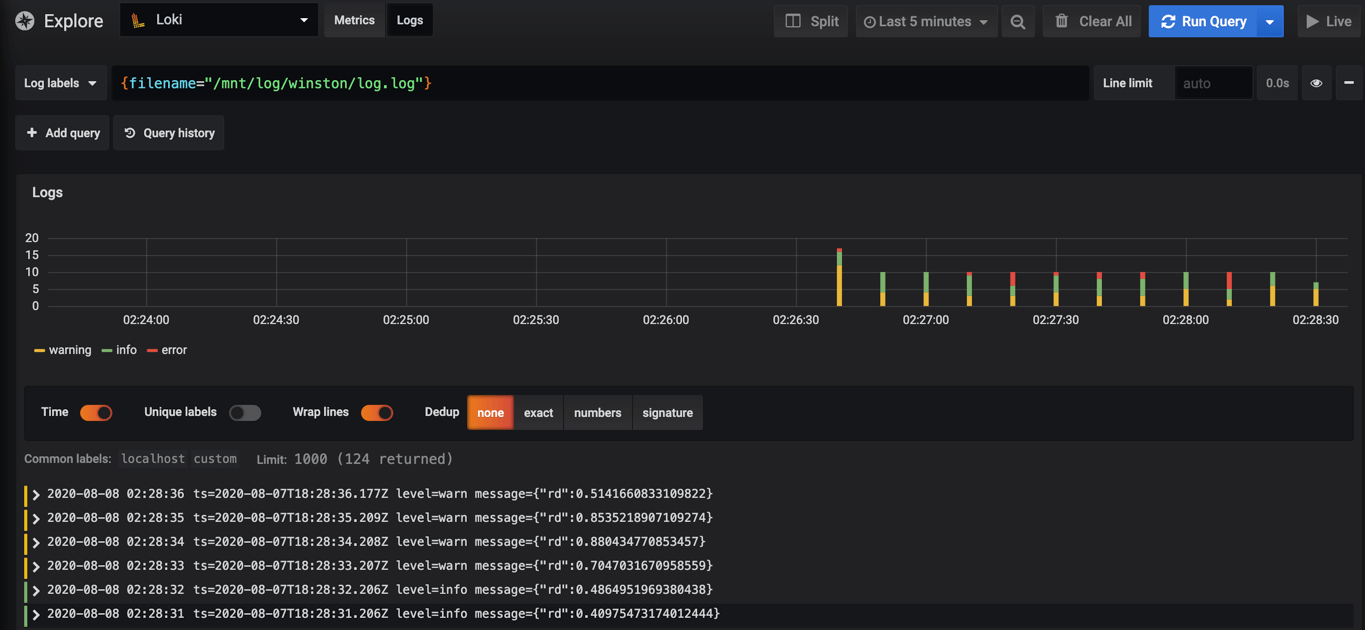 Explore Loki Metrics Logs Split Last 5 minutes Clear All Run Query Live
Log labels {filename="/mnt/log/winston/log.log"} Line limit auto 0.0s
+ Add query Query history
Logs
20
15
10
5
0
02:24:00 02:24:30 02:25:00 02:25:30 02:26:00 02:26:30 02:27:00 02:27:30 02:28:00 02:28:30
warning info error
Time Unique labels Wrap lines Dedup none exact numbers signature
Common labels: localhost custom Limit: 1000 (124 returned)
2020-08-08 02:28:36 ts=2020-08-07T18:28:36.177Z level=warn message={"rd":0.5141660833109822}
2020-08-08 02:28:35 ts=2020-08-07T18:28:35.209Z level=warn message={"rd":0.8535218907109274}
2020-08-08 02:28:34 ts=2020-08-07T18:28:34.208Z level=warn message={"rd":0.880434770853457}
2020-08-08 02:28:33 ts=2020-08-07T18:28:33.207Z level=warn message={"rd":0.7047031670958559}
2020-08-08 02:28:32 ts=2020-08-07T18:28:32.206Z level=info message={"rd":0.4864951969380438}
2020-08-08 02:28:31 ts=2020-08-07T18:28:31.206Z level=info message={"rd":0.40975473174012444}